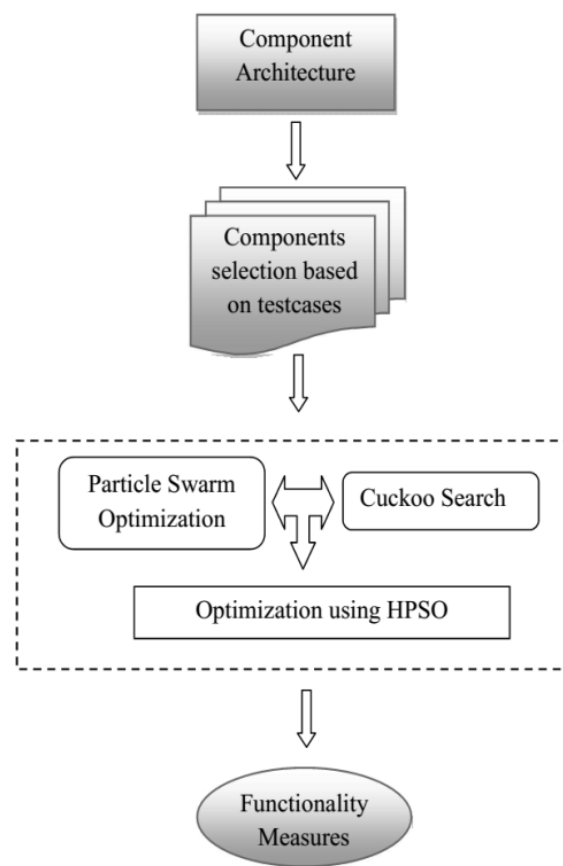 Component
Architecture
Components
selection based
on testcases
Particle Swarm
Optimization
Cuckoo Search
Optimization using HPSO
Functionality
Measures